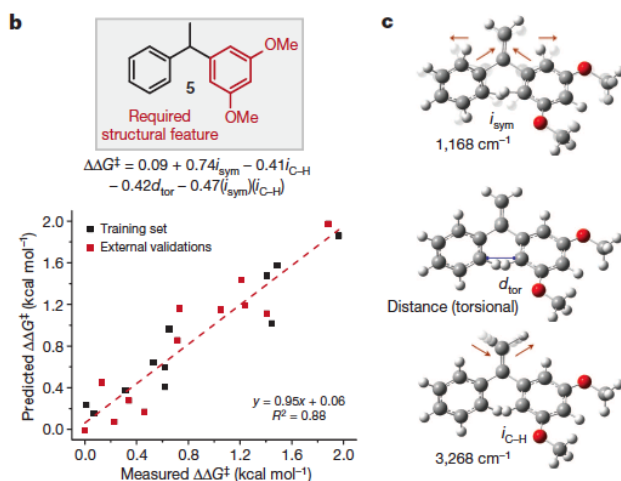 b
OMe
5
Required
structural feature
OMe
ΔΔG‡ = 0.09 + 0.74isym − 0.41iC–H
− 0.42dtor − 0.47(isym)(iC–H)
Training set
External validations
Predicted ΔΔG‡ (kcal mol−1)
2.0
1.6
1.2
0.8
0.4
0.0
y = 0.95x + 0.06
R2 = 0.88
0.0 0.4 0.8 1.2 1.6 2.0
Measured ΔΔG‡ (kcal mol−1)
c
isym
1,168 cm−1
dtor
Distance (torsional)
iC–H
3,268 cm−1